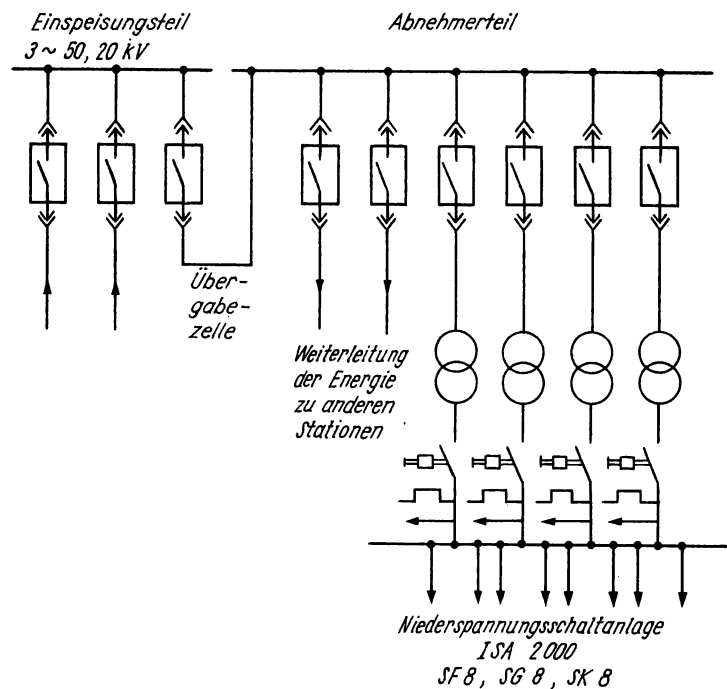 Einspeisungsteil
3 ~ 50, 20 kV
Abnehmerteil
Über-
gabe-
zelle
Weiterleitung
der Energie
zu anderen
Stationen
Niederspannungsschaltanlage
ISA 2000
SF 8, SG 8, SK 8